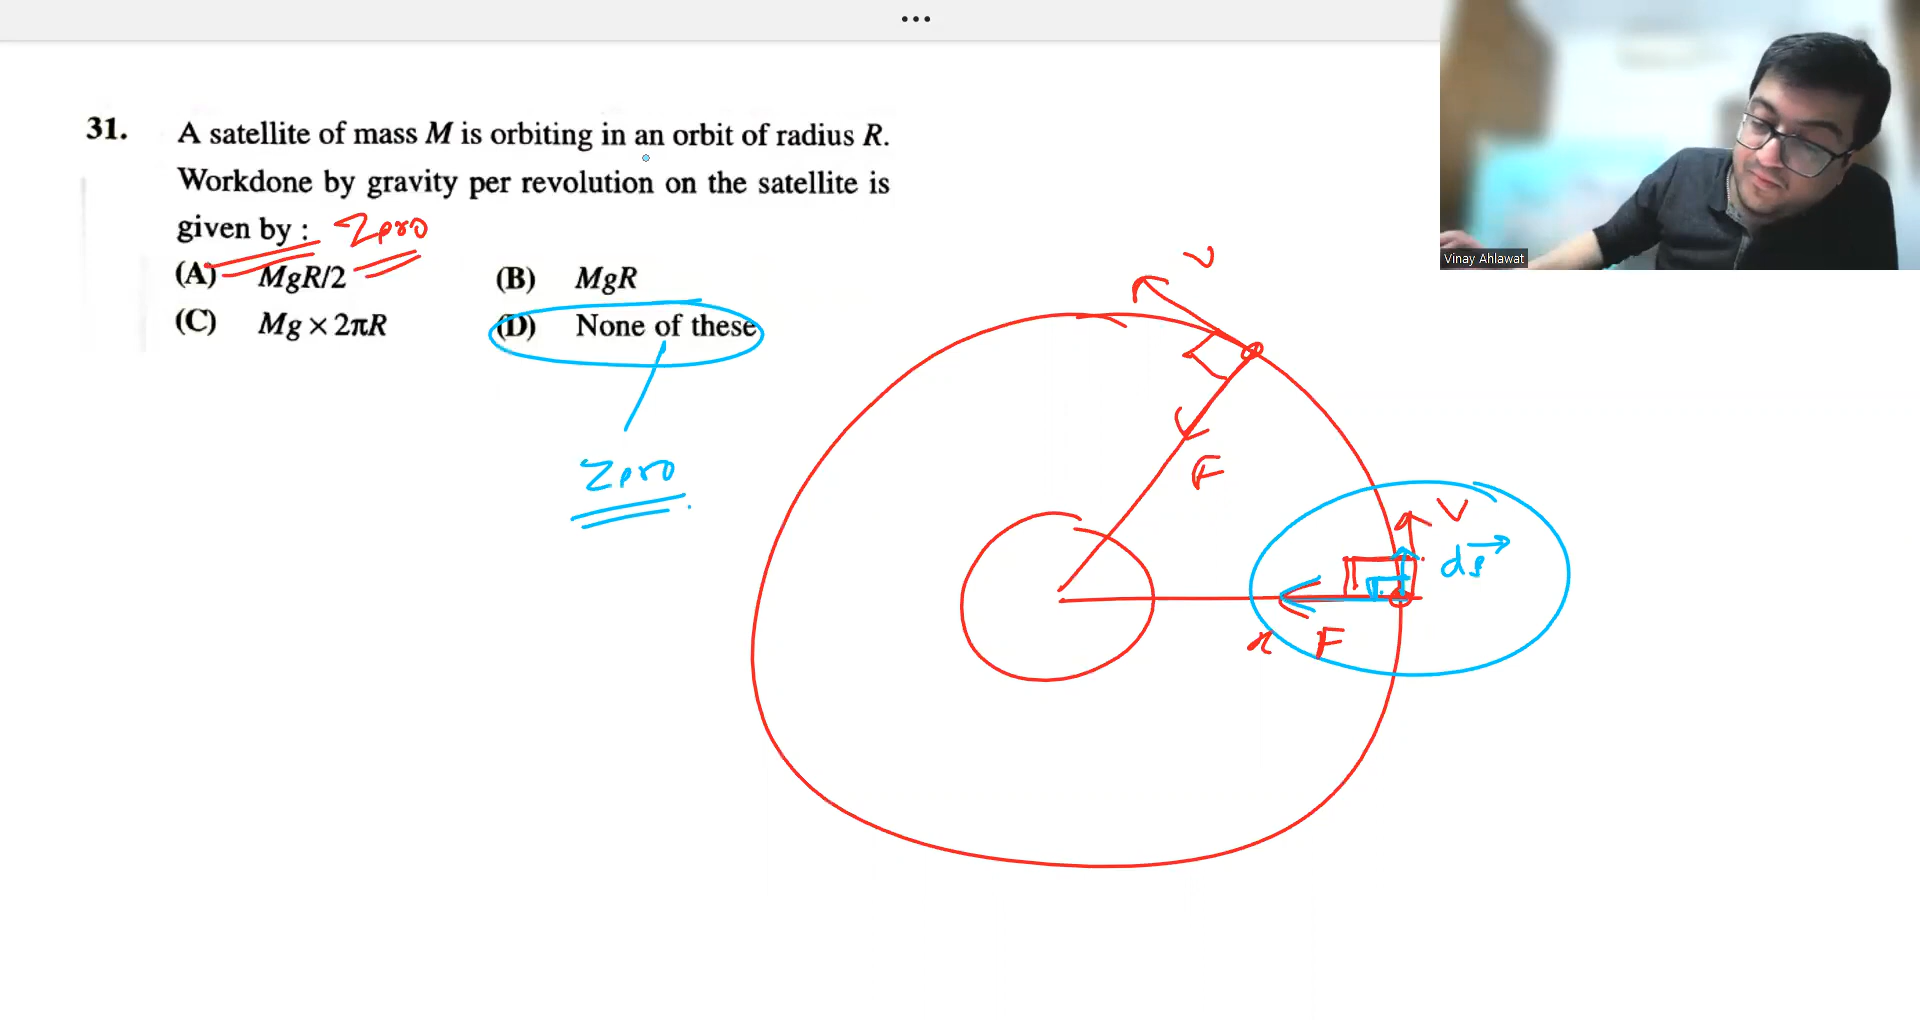 •••
31. A satellite of mass M is orbiting in an orbit of radius R.
Workdone by gravity per revolution on the satellite is
given by : Zero
(A) MgR/2 (B) MgR
(C) Mg × 2πR (D) None of these
Zero
v
F
V
ds
F
Vinay Ahlawat